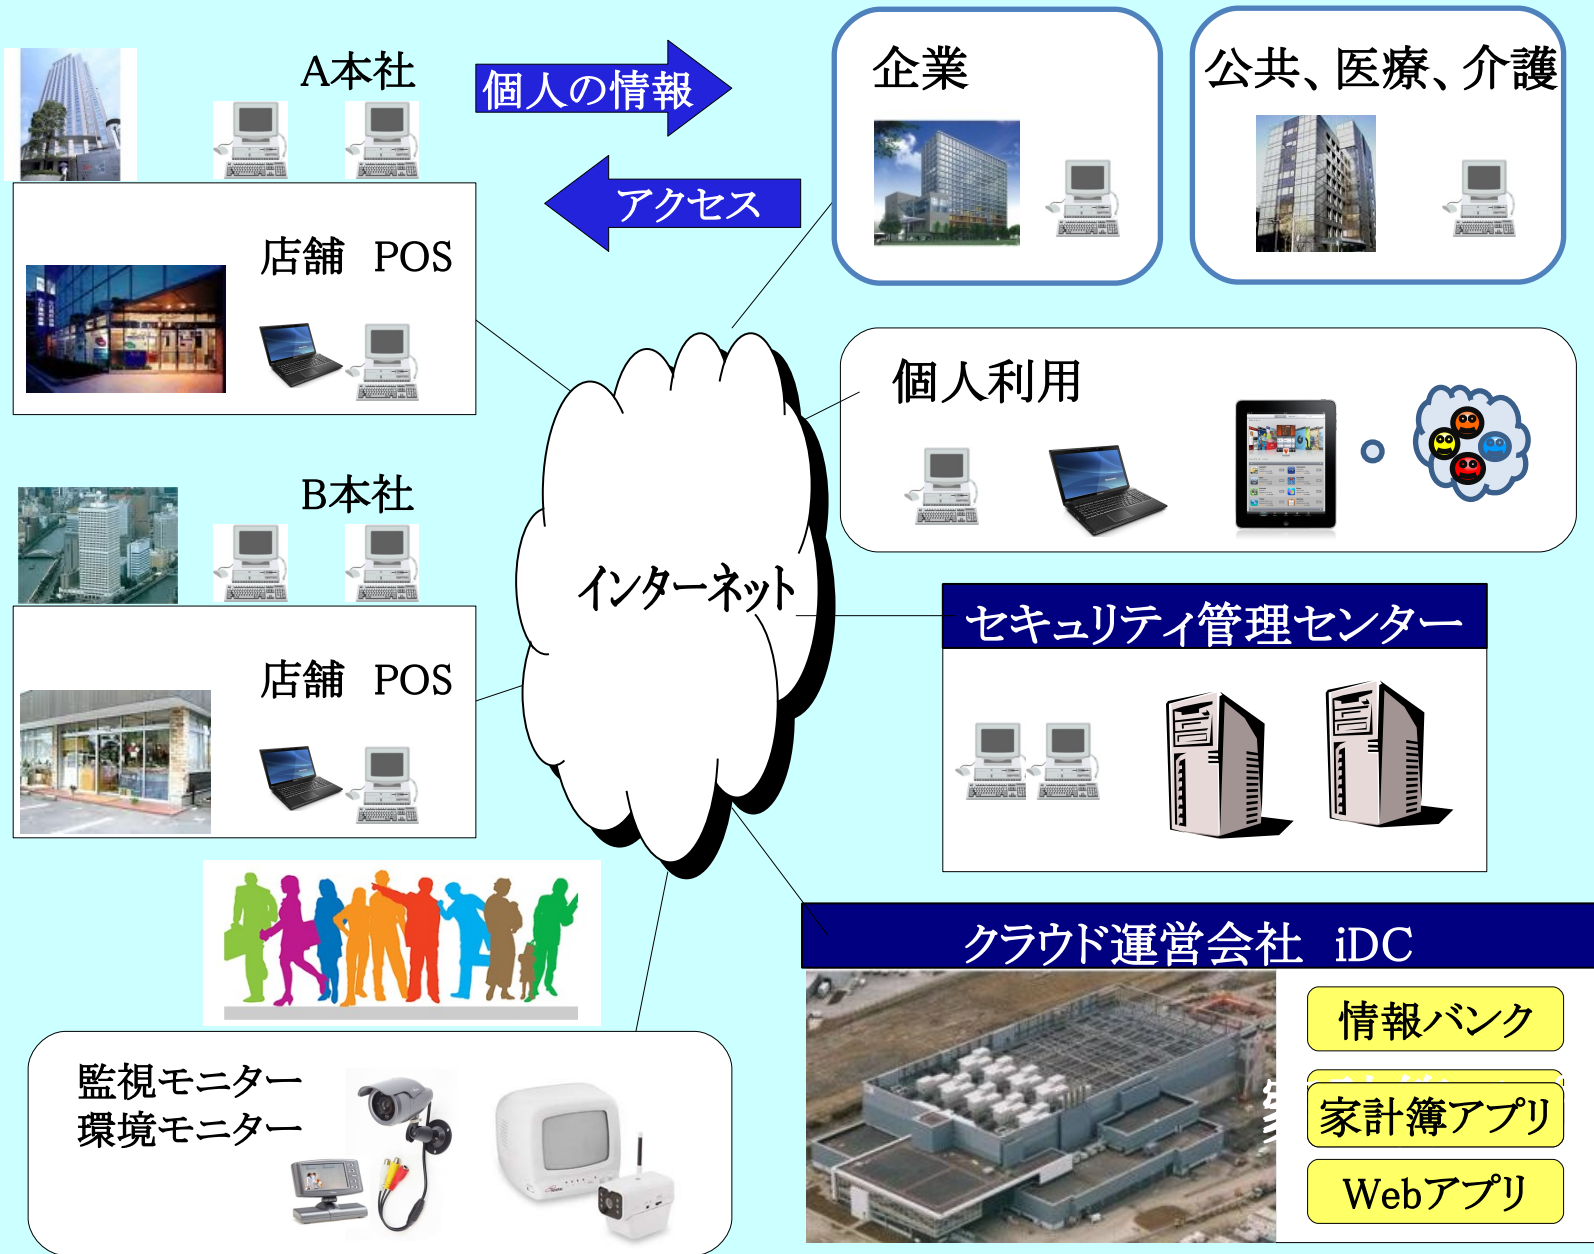 A本社
個人の情報
アクセス
企業
公共、医療、介護
店舗　POS
個人利用
B本社
店舗　POS
インターネット
セキュリティ管理センター
クラウド運営会社　iDC
情報バンク
家計簿アプリ
Webアプリ
監視モニター
環境モニター